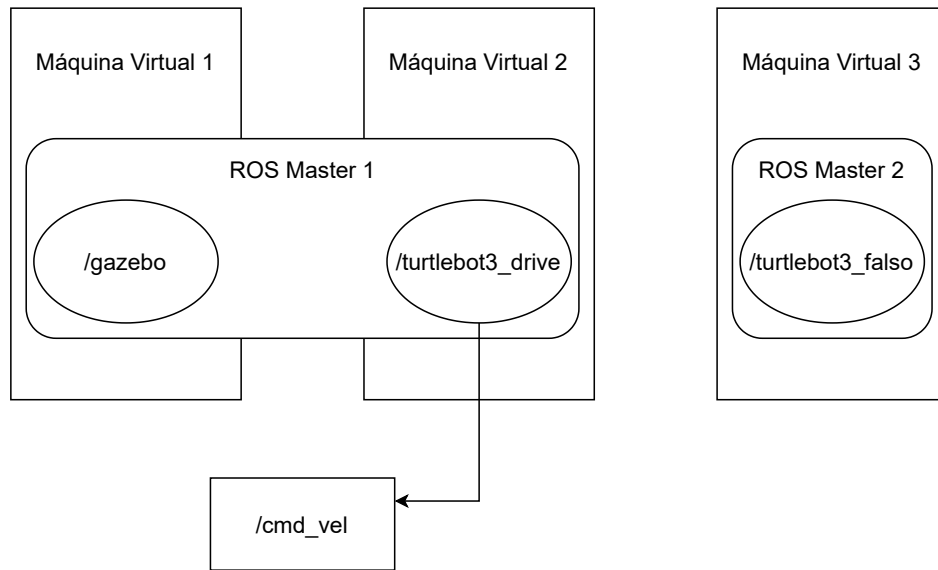 Máquina Virtual 1
Máquina Virtual 2
Máquina Virtual 3
ROS Master 1
ROS Master 2
/gazebo
/turtlebot3_drive
/turtlebot3_falso
/cmd_vel